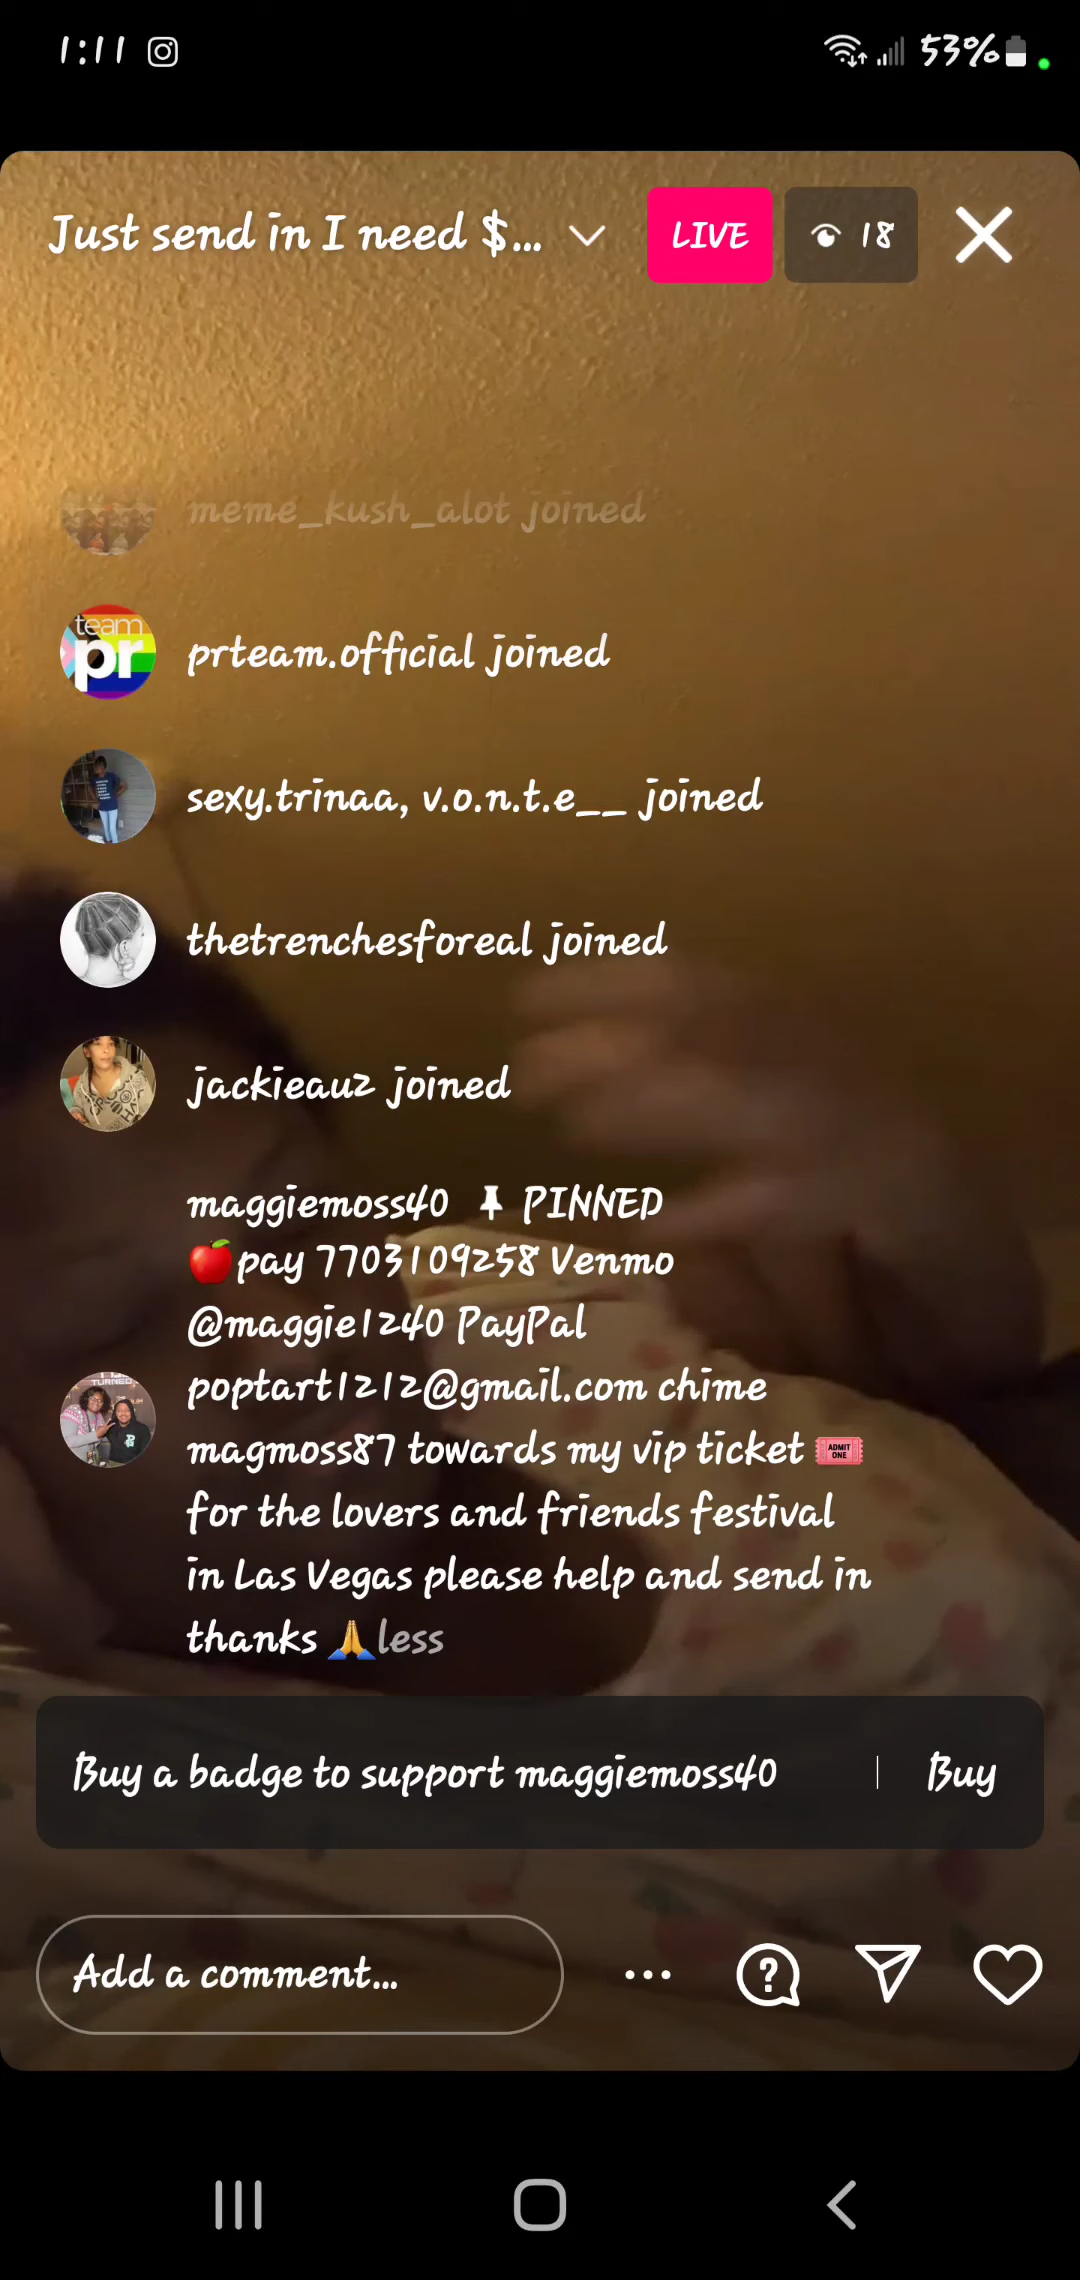 1:11 53%
Just send in I need $... LIVE 18
meme_kush_alot joined
team
pr
prteam.official joined
sexy.trinaa, v.o.n.t.e__ joined
thetrenchesforeal joined
jackieauz joined
maggiemoss40 PINNED
🍎pay 7703109258 Venmo
@maggie1240 PayPal
poptart1212@gmail.com chime
magmoss87 towards my vip ticket 🎟️
ADMIT
ONE
for the lovers and friends festival
in Las Vegas please help and send in
thanks 🙏less
TURNED
Buy a badge to support maggiemoss40 | Buy
Add a comment...